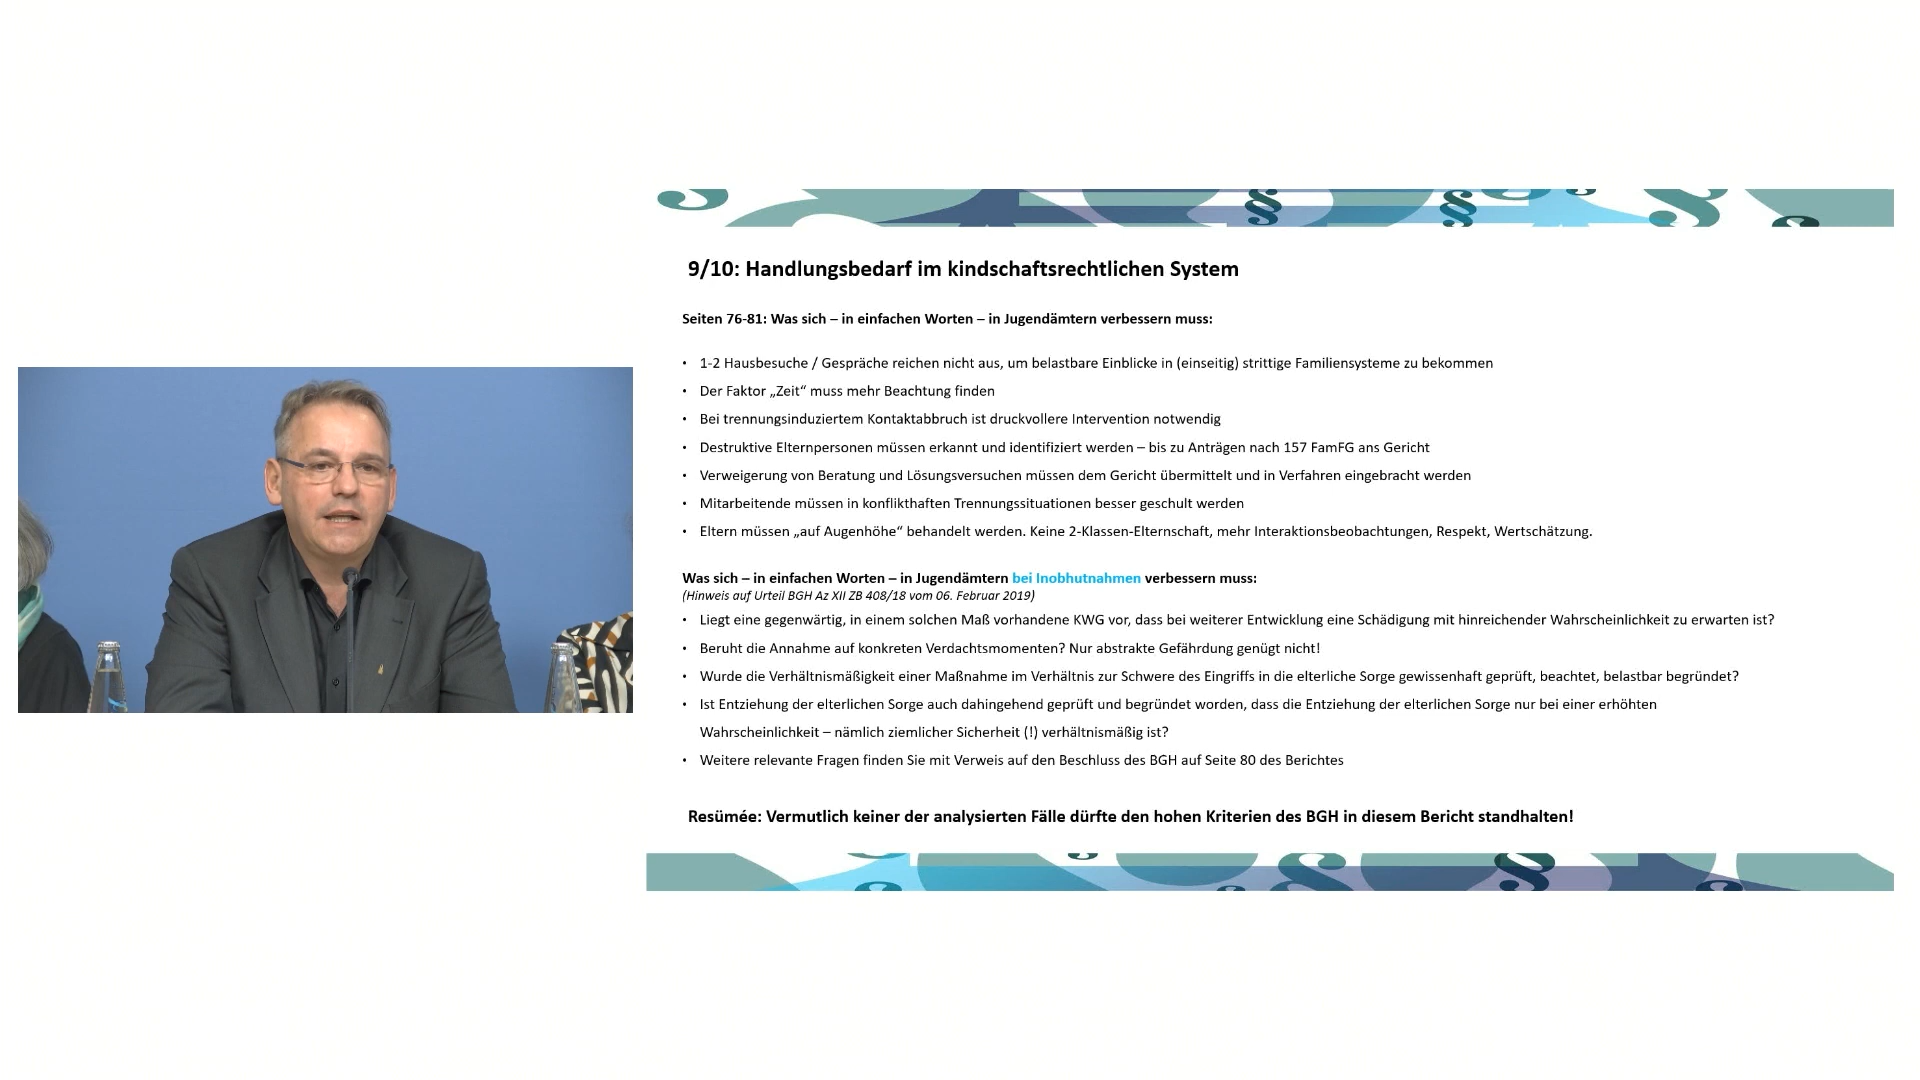 9/10: Handlungsbedarf im kindschaftsrechtlichen System
Seiten 76-81: Was sich – in einfachen Worten – in Jugendämtern verbessern muss:
• 1-2 Hausbesuche / Gespräche reichen nicht aus, um belastbare Einblicke in (einseitig) strittige Familiensysteme zu bekommen
• Der Faktor „Zeit“ muss mehr Beachtung finden
• Bei trennungsinduziertem Kontaktabbruch ist druckvollere Intervention notwendig
• Destruktive Elternpersonen müssen erkannt und identifiziert werden – bis zu Anträgen nach 157 FamFG ans Gericht
• Verweigerung von Beratung und Lösungsversuchen müssen dem Gericht übermittelt und in Verfahren eingebracht werden
• Mitarbeitende müssen in konflikthaften Trennungssituationen besser geschult werden
• Eltern müssen „auf Augenhöhe“ behandelt werden. Keine 2-Klassen-Elternschaft, mehr Interaktionsbeobachtungen, Respekt, Wertschätzung.
Was sich – in einfachen Worten – in Jugendämtern bei Inobhutnahmen verbessern muss:
(Hinweis auf Urteil BGH Az XII ZB 408/18 vom 06. Februar 2019)
• Liegt eine gegenwärtig, in einem solchen Maß vorhandene KWG vor, dass bei weiterer Entwicklung eine Schädigung mit hinreichender Wahrscheinlichkeit zu erwarten ist?
• Beruht die Annahme auf konkreten Verdachtsmomenten? Nur abstrakte Gefährdung genügt nicht!
• Wurde die Verhältnismäßigkeit einer Maßnahme im Verhältnis zur Schwere des Eingriffs in die elterliche Sorge gewissenhaft geprüft, beachtet, belastbar begründet?
• Ist Entziehung der elterlichen Sorge auch dahingehend geprüft und begründet worden, dass die Entziehung der elterlichen Sorge nur bei einer erhöhten
Wahrscheinlichkeit – nämlich ziemlicher Sicherheit (!) verhältnismäßig ist?
• Weitere relevante Fragen finden Sie mit Verweis auf den Beschluss des BGH auf Seite 80 des Berichtes
Resümée: Vermutlich keiner der analysierten Fälle dürfte den hohen Kriterien des BGH in diesem Bericht standhalten!